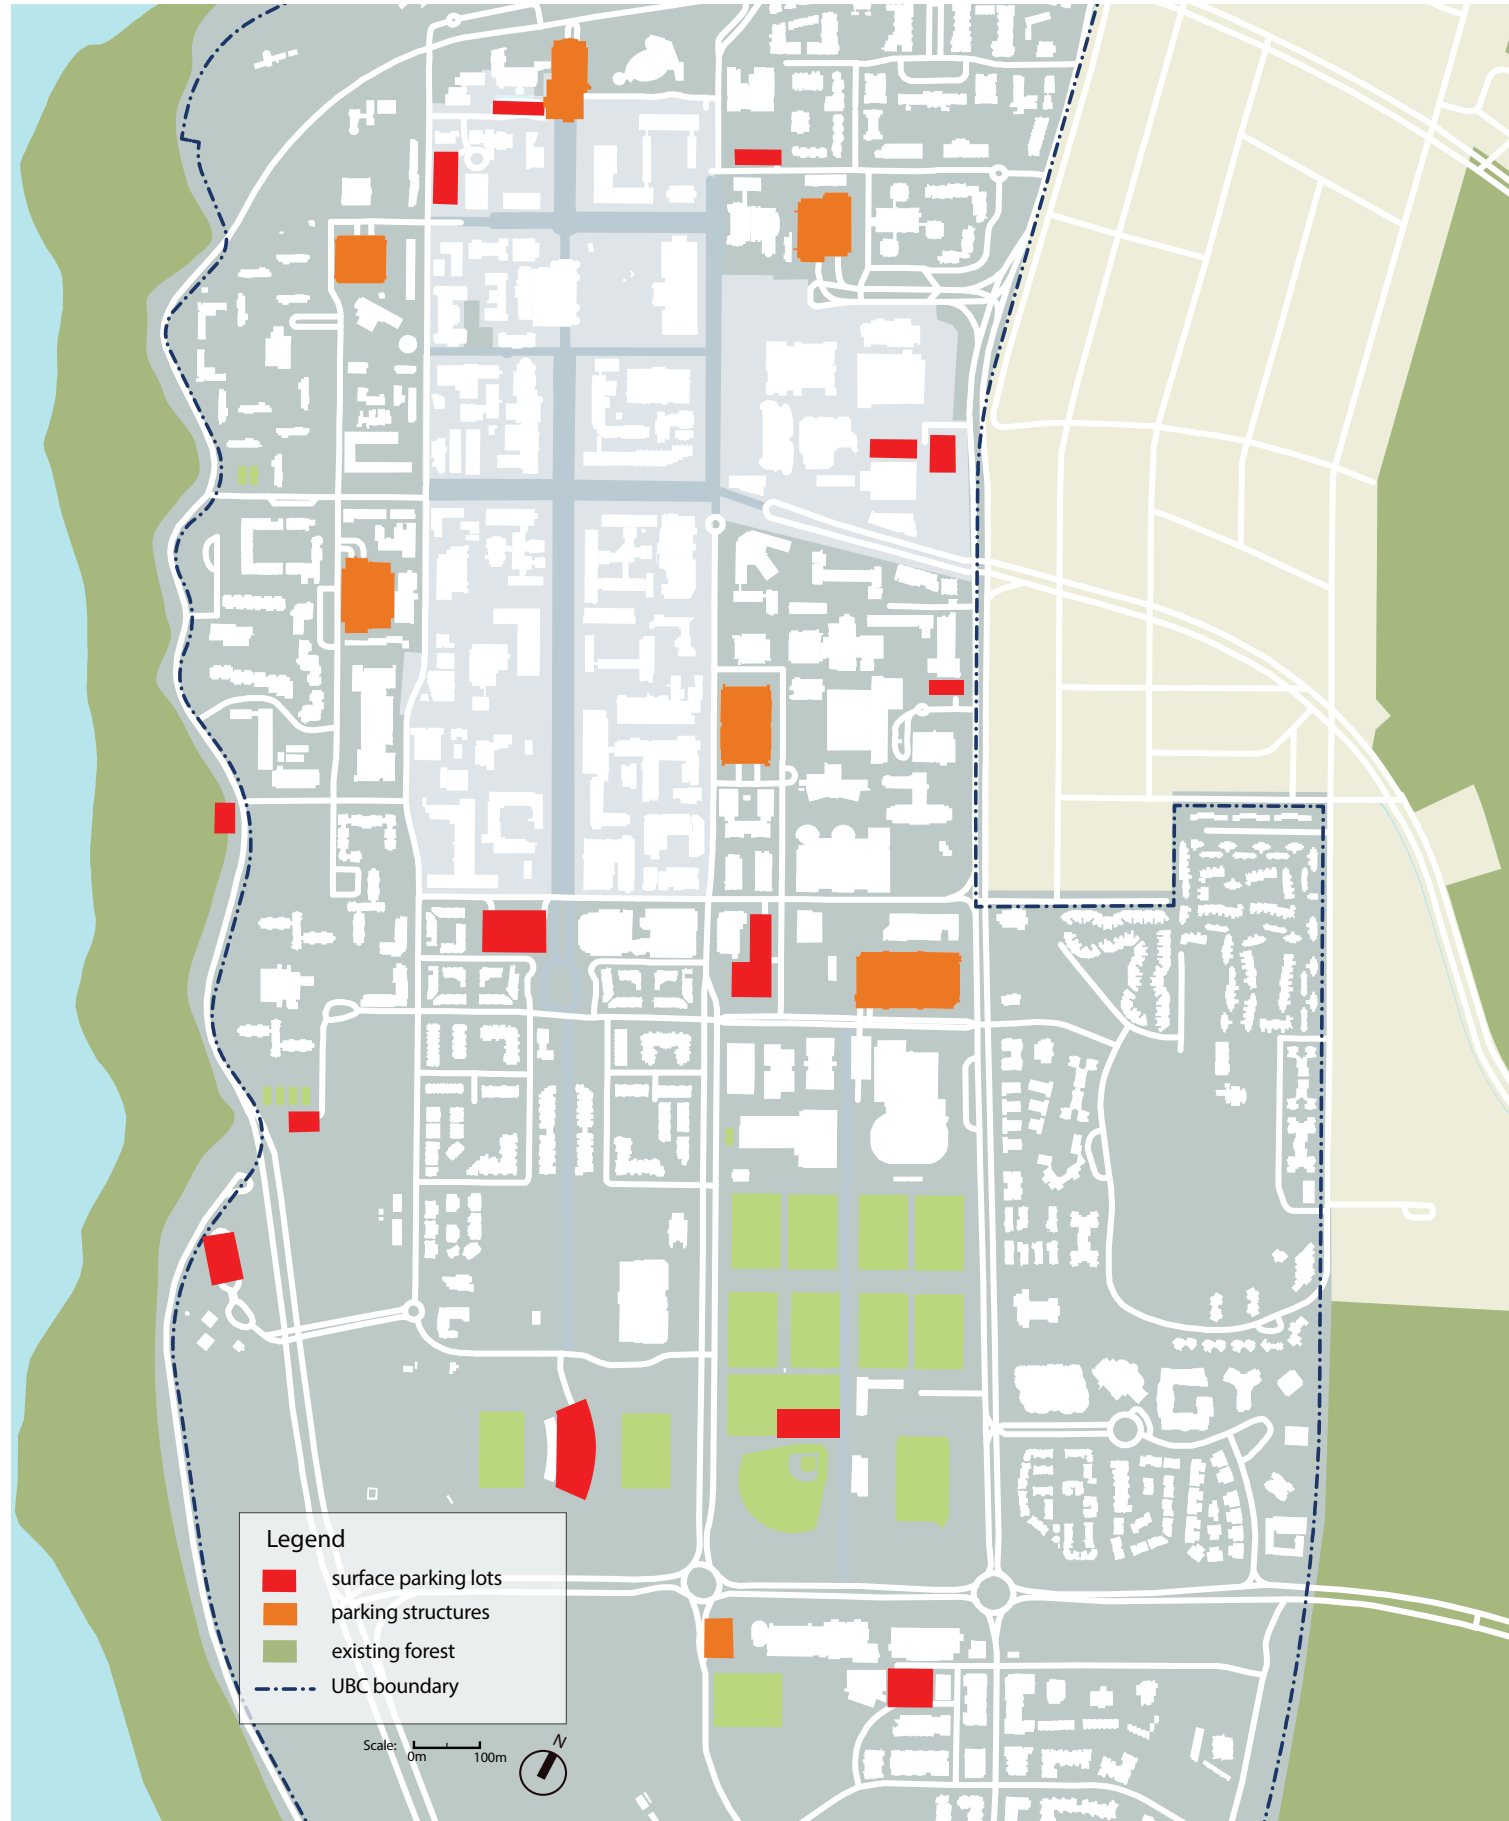 Legend
surface parking lots
parking structures
existing forest
UBC boundary
Scale:
0m 100m
N